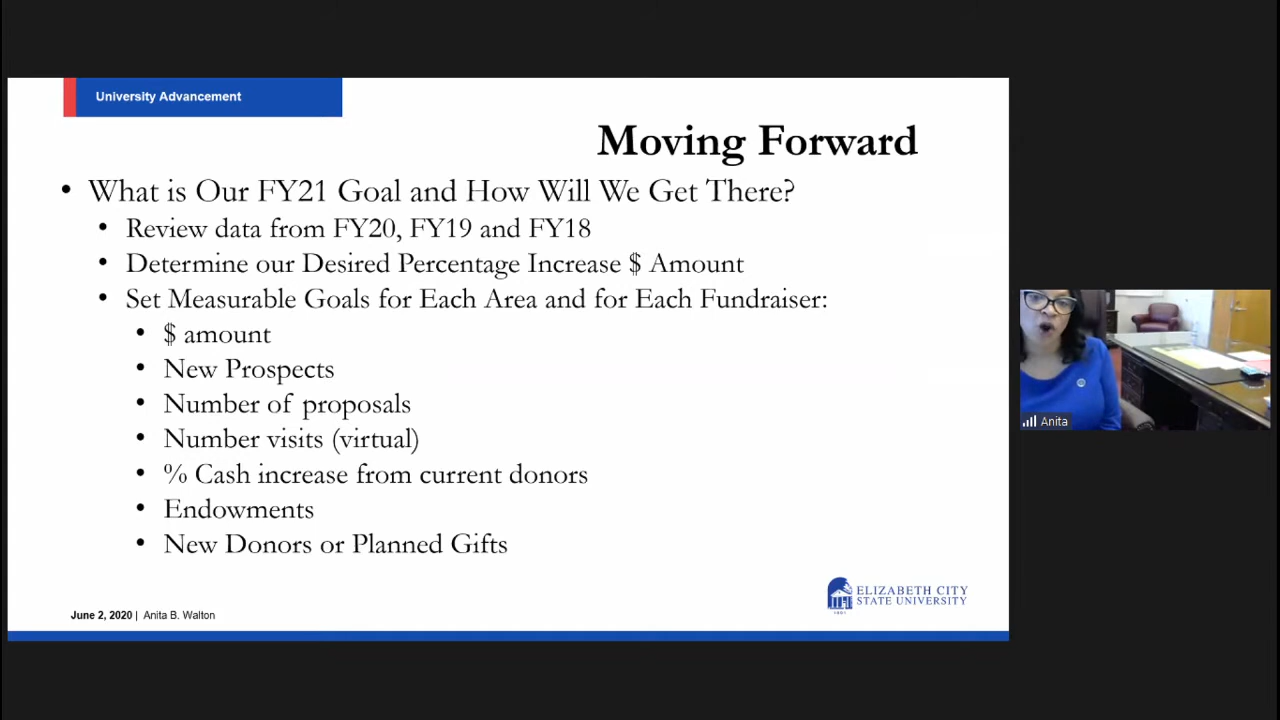 University Advancement
Moving Forward
• What is Our FY21 Goal and How Will We Get There?
• Review data from FY20, FY19 and FY18
• Determine our Desired Percentage Increase $ Amount
• Set Measurable Goals for Each Area and for Each Fundraiser:
• $ amount
• New Prospects
• Number of proposals
• Number visits (virtual)
• % Cash increase from current donors
• Endowments
• New Donors or Planned Gifts
Anita
ELIZABETH CITY
STATE UNIVERSITY
June 2, 2020 | Anita B. Walton